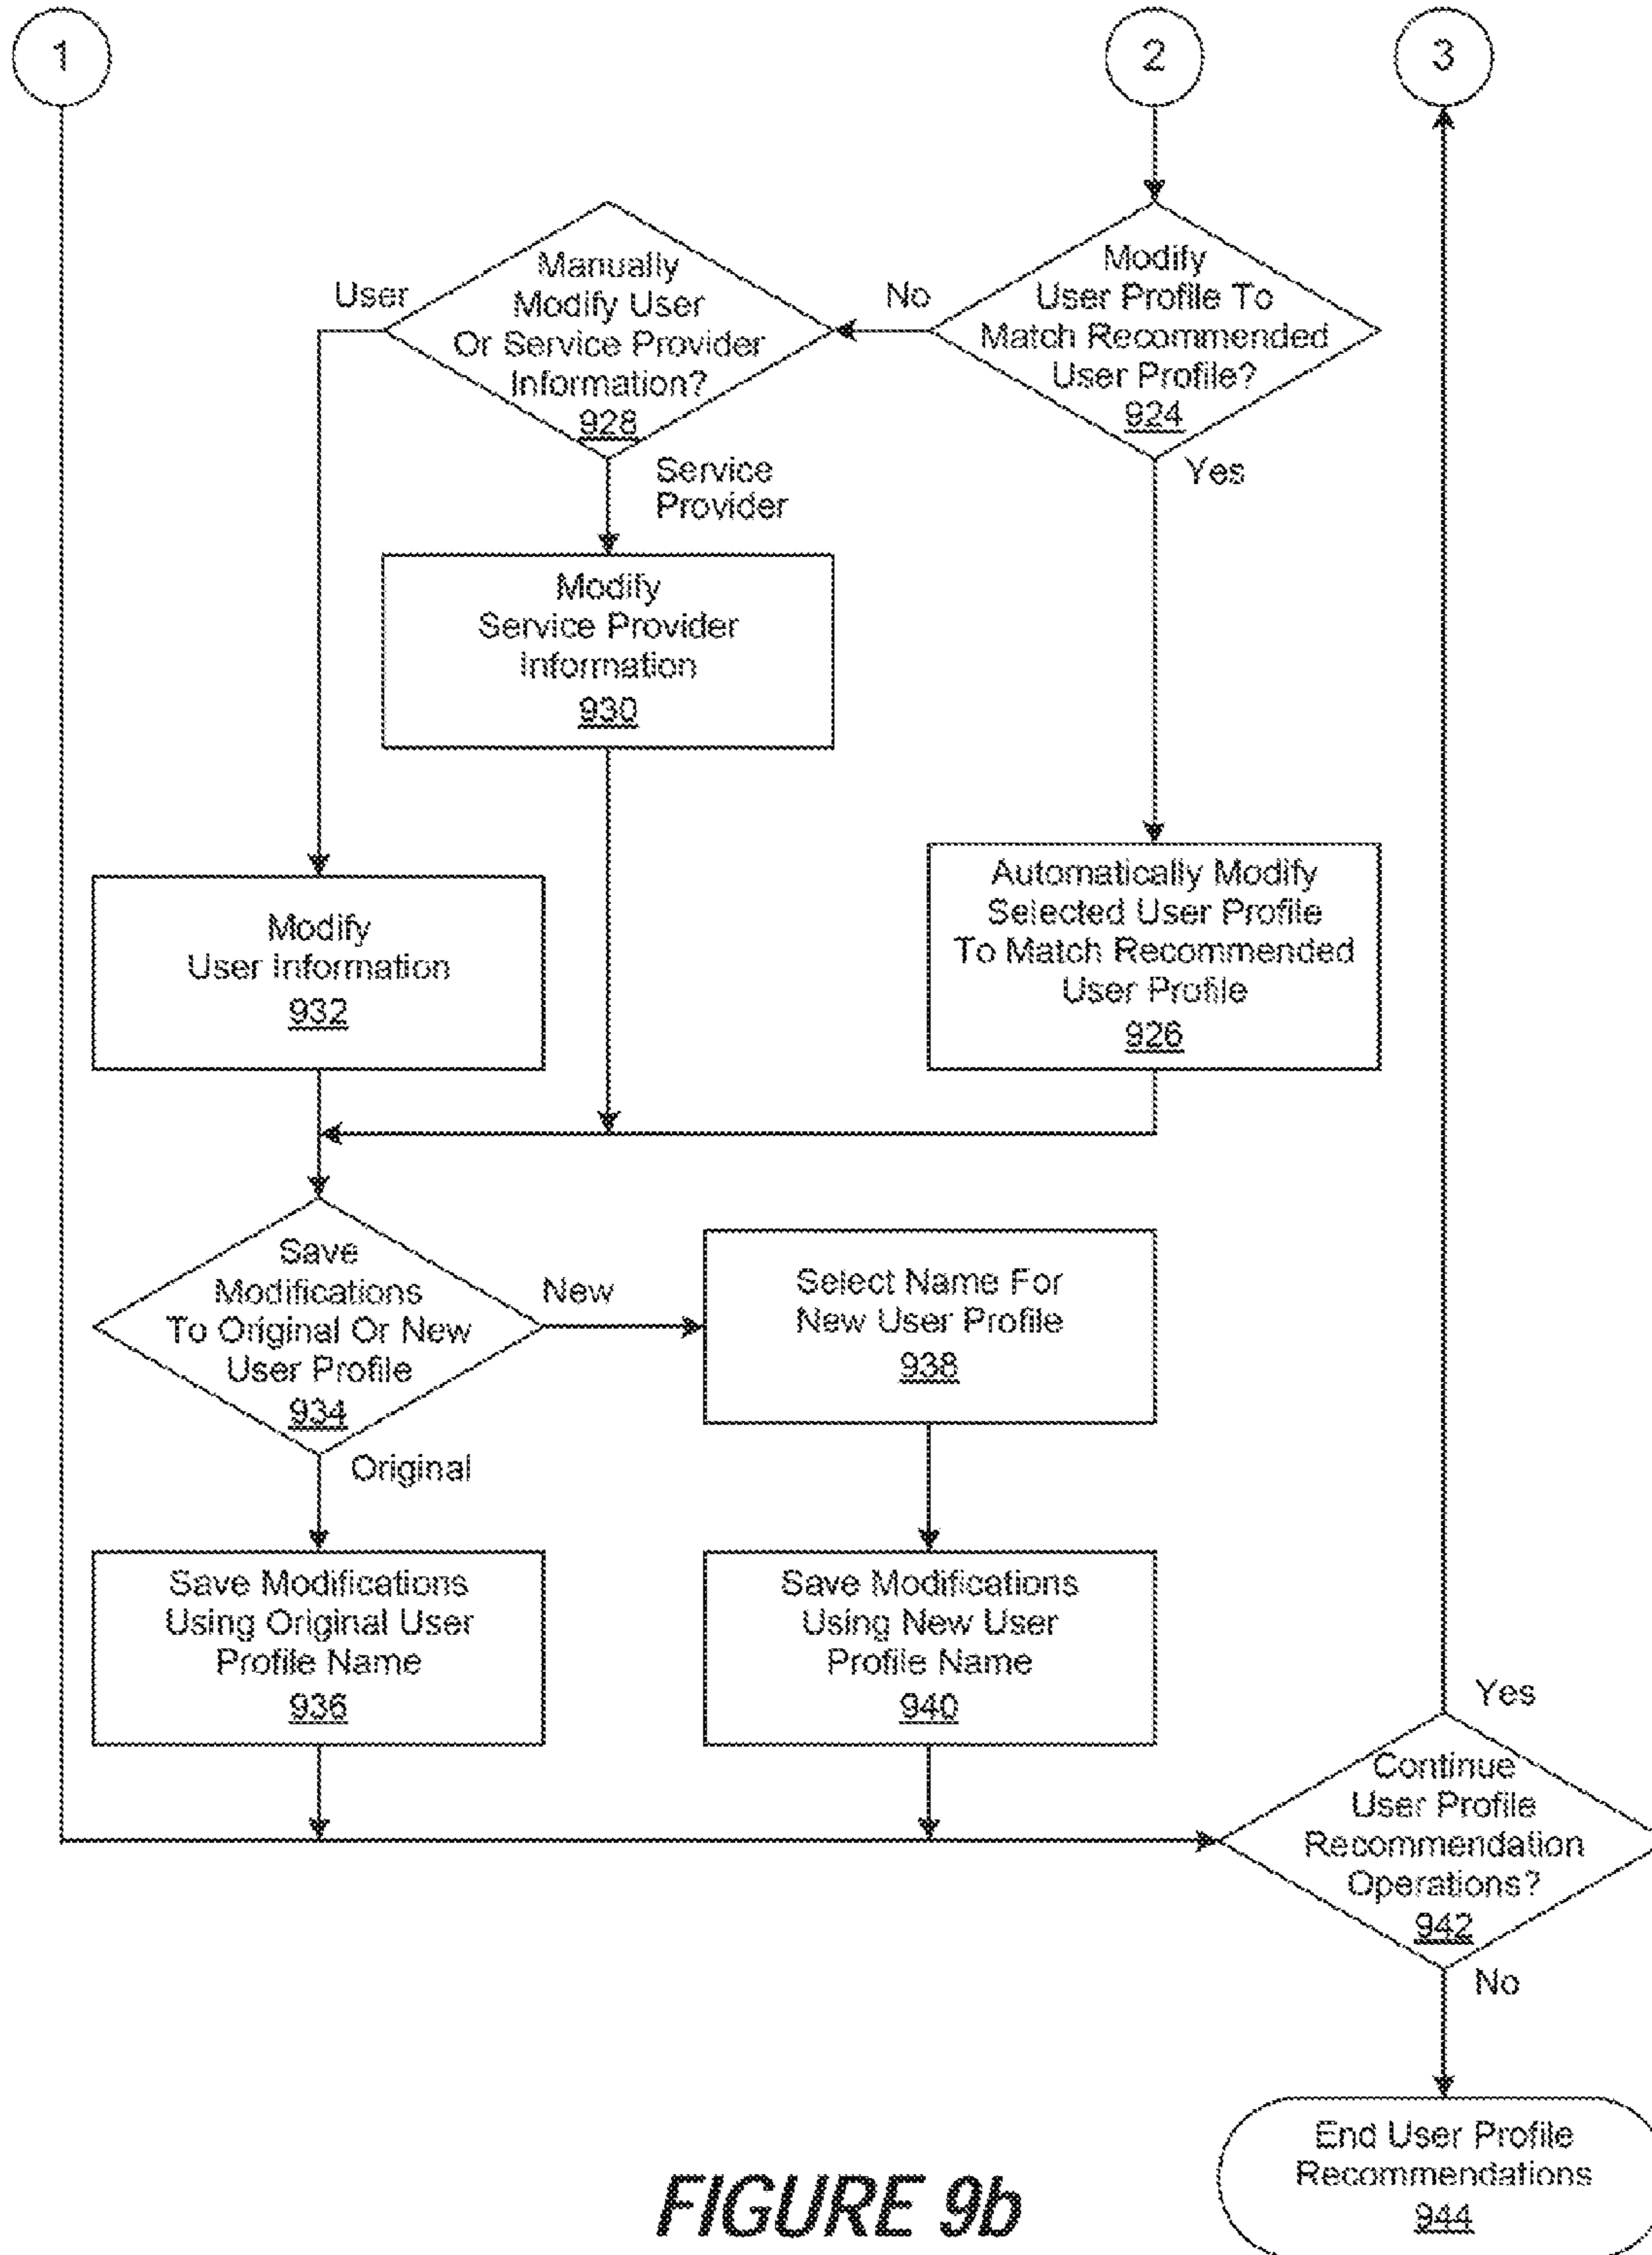 1
2
3
Modify
User Profile To
Match Recommended
User Profile?
924
No
Yes
Manually
Modify User
Or Service Provider
Information?
928
User
Service
Provider
Modify
Service Provider
Information
930
Modify
User Information
932
Automatically Modify
Selected User Profile
To Match Recommended
User Profile
926
Save
Modifications
To Original Or New
User Profile
934
New
Original
Select Name For
New User Profile
938
Save Modifications
Using Original User
Profile Name
936
Save Modifications
Using New User
Profile Name
940
Yes
Continue
User Profile
Recommendation
Operations?
942
No
End User Profile
Recommendations
944
FIGURE 9b